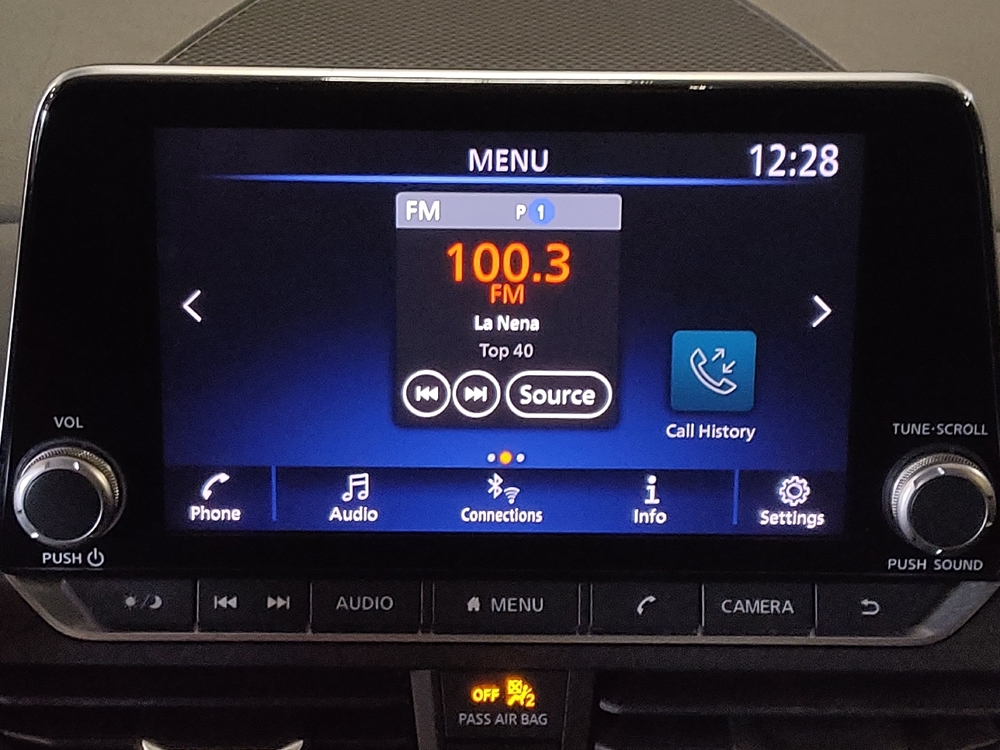 MENU 12:28
FM P 1
100.3
FM
La Nena
Top 40
Source
Call History
VOL
TUNE·SCROLL
Phone Audio Connections Info Settings
PUSH
PUSH SOUND
AUDIO MENU CAMERA
OFF 2
PASS AIR BAG